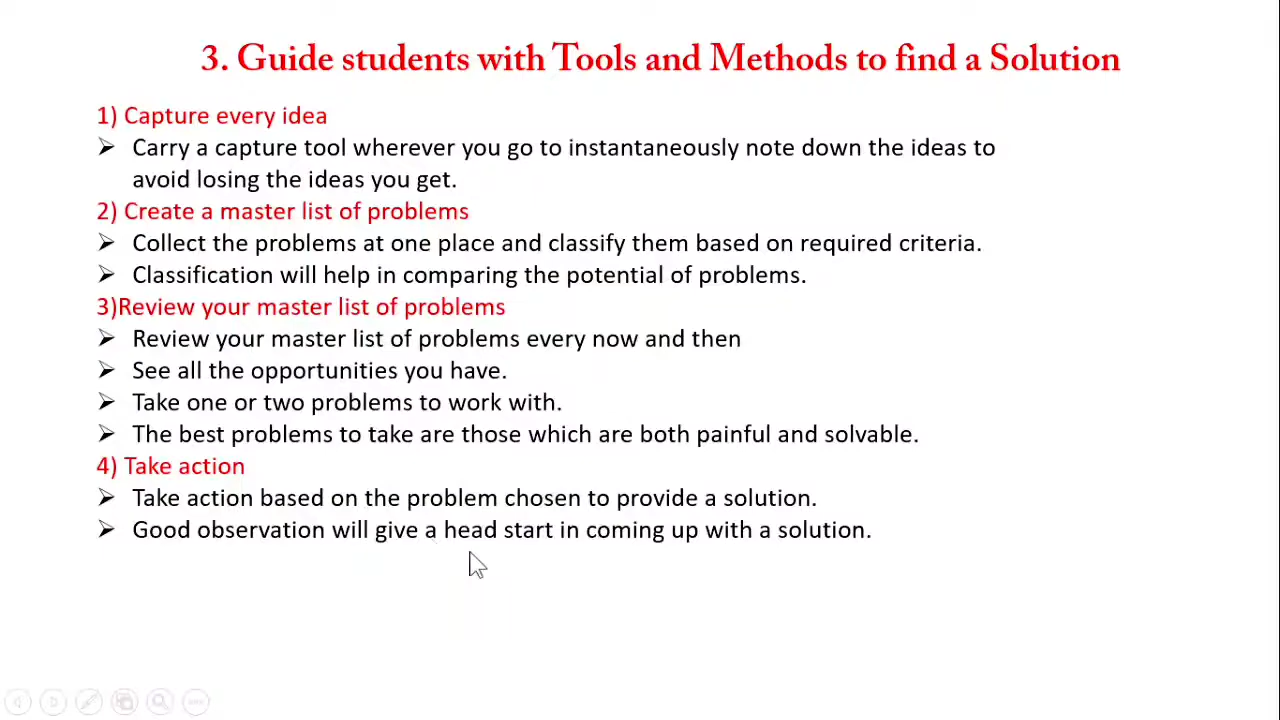 3. Guide students with Tools and Methods to find a Solution
1) Capture every idea
➢ Carry a capture tool wherever you go to instantaneously note down the ideas to
avoid losing the ideas you get.
2) Create a master list of problems
➢ Collect the problems at one place and classify them based on required criteria.
➢ Classification will help in comparing the potential of problems.
3)Review your master list of problems
➢ Review your master list of problems every now and then
➢ See all the opportunities you have.
➢ Take one or two problems to work with.
➢ The best problems to take are those which are both painful and solvable.
4) Take action
➢ Take action based on the problem chosen to provide a solution.
➢ Good observation will give a head start in coming up with a solution.